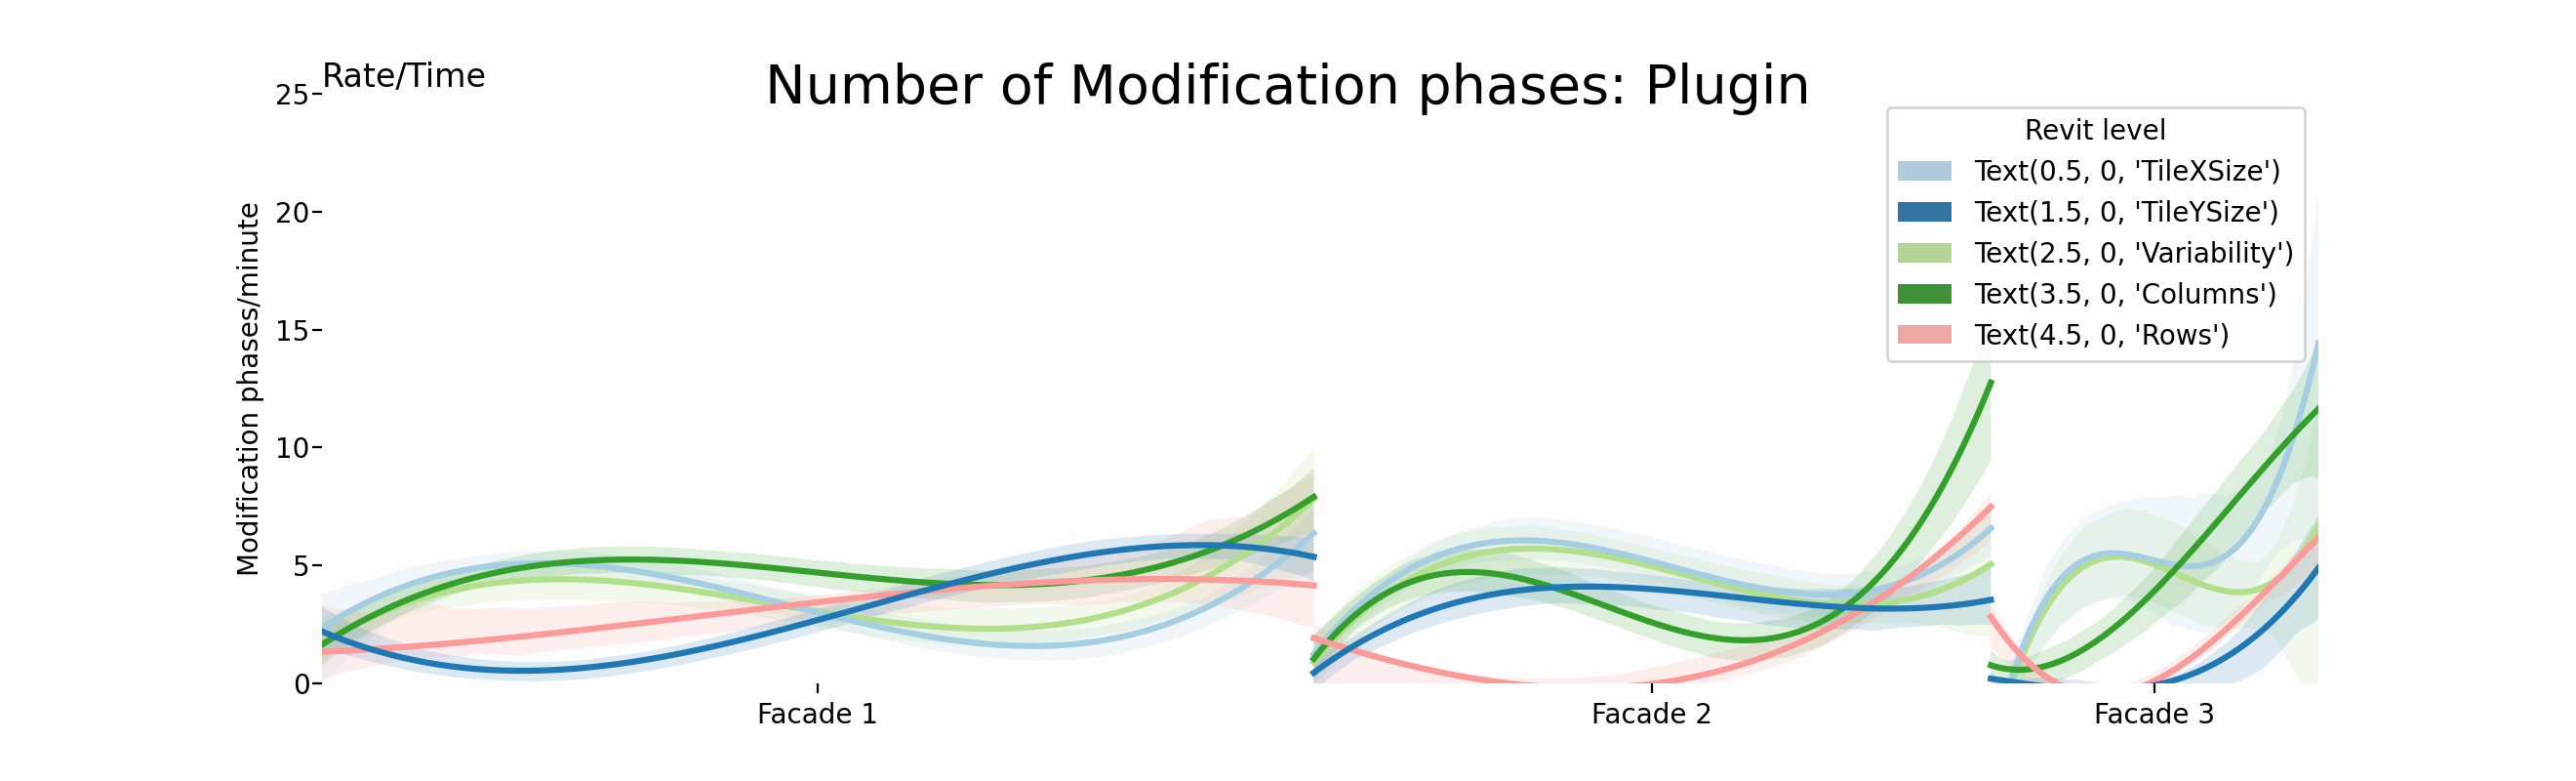 Rate/Time
Number of Modification phases: Plugin
Modification phases/minute
25
20
15
10
5
0
Revit level
Text(0.5, 0, 'TileXSize')
Text(1.5, 0, 'TileYSize')
Text(2.5, 0, 'Variability')
Text(3.5, 0, 'Columns')
Text(4.5, 0, 'Rows')
Facade 1
Facade 2
Facade 3